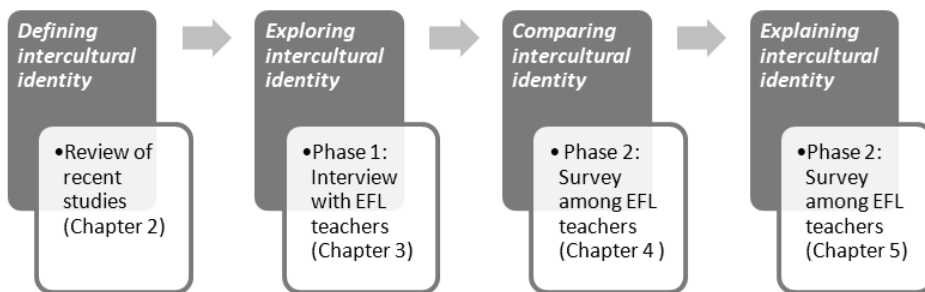 Defining
intercultural
identity
•Review of
recent
studies
(Chapter 2)
Exploring
intercultural
identity
•Phase 1:
Interview
with EFL
teachers
(Chapter 3)
Comparing
intercultural
identity
• Phase 2:
Survey
among EFL
teachers
(Chapter 4 )
Explaining
intercultural
identity
•Phase 2:
Survey
among EFL
teachers
(Chapter 5)